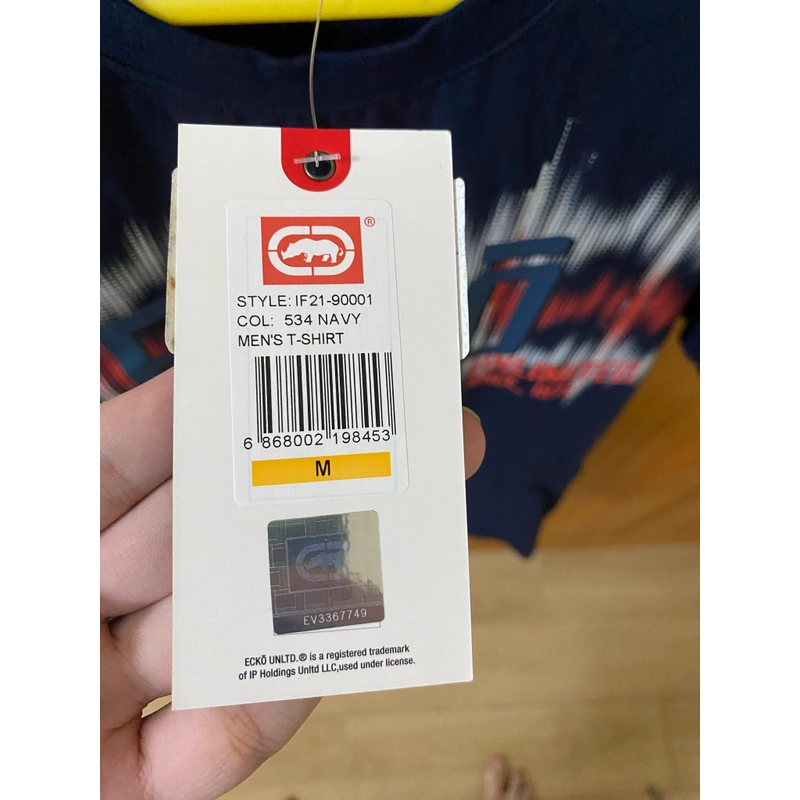 ®
STYLE: IF21-90001
COL: 534 NAVY
MEN'S T-SHIRT
6 868002 198453
M
EV3367749
ECKŌ UNLTD.® is a registered trademark
of IP Holdings Unltd LLC,used under license.
UNLIMITED